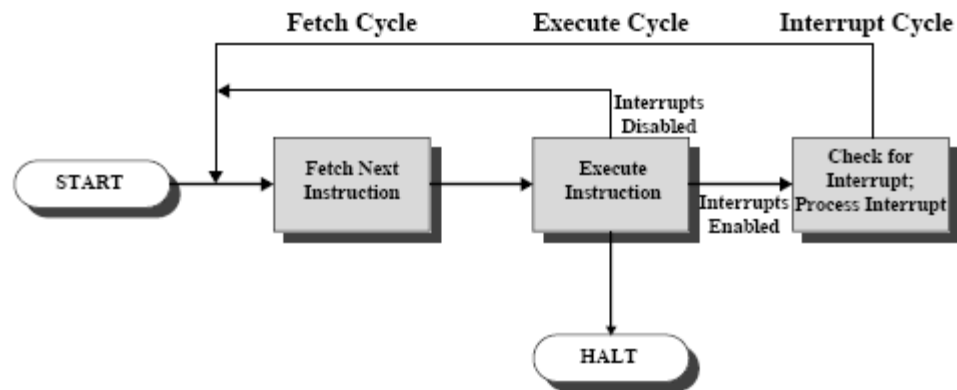 Fetch Cycle
Execute Cycle
Interrupt Cycle
Interrupts
Disabled
START
Fetch Next
Instruction
Execute
Instruction
Interrupts
Enabled
Check for
Interrupt;
Process Interrupt
HALT